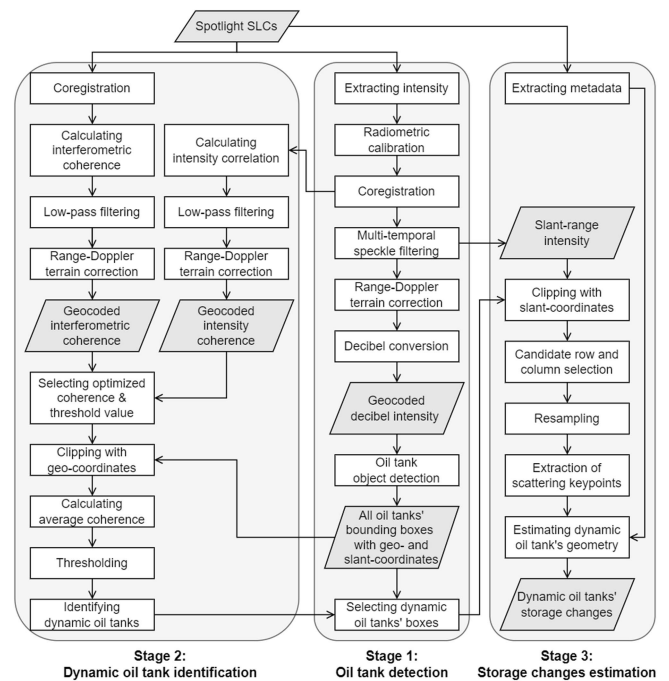 Spotlight SLCs
Coregistration
Calculating
interferometric
coherence
Calculating
intensity correlation
Low-pass filtering
Low-pass filtering
Range-Doppler
terrain correction
Range-Doppler
terrain correction
Geocoded
interferometric
coherence
Geocoded
intensity
coherence
Selecting optimized
coherence &
threshold value
Clipping with
geo-coordinates
Calculating
average coherence
Thresholding
Identifying
dynamic oil tanks
Stage 2:
Dynamic oil tank identification
Extracting intensity
Radiometric
calibration
Coregistration
Multi-temporal
speckle filtering
Range-Doppler
terrain correction
Decibel conversion
Geocoded
decibel intensity
Oil tank
object detection
All oil tanks'
bounding boxes
with geo- and
slant-coordinates
Selecting dynamic
oil tanks' boxes
Stage 1:
Oil tank detection
Extracting metadata
Slant-range
intensity
Clipping with
slant-coordinates
Candidate row and
column selection
Resampling
Extraction of
scattering keypoints
Estimating dynamic
oil tank's geometry
Dynamic oil tanks'
storage changes
Stage 3:
Storage changes estimation